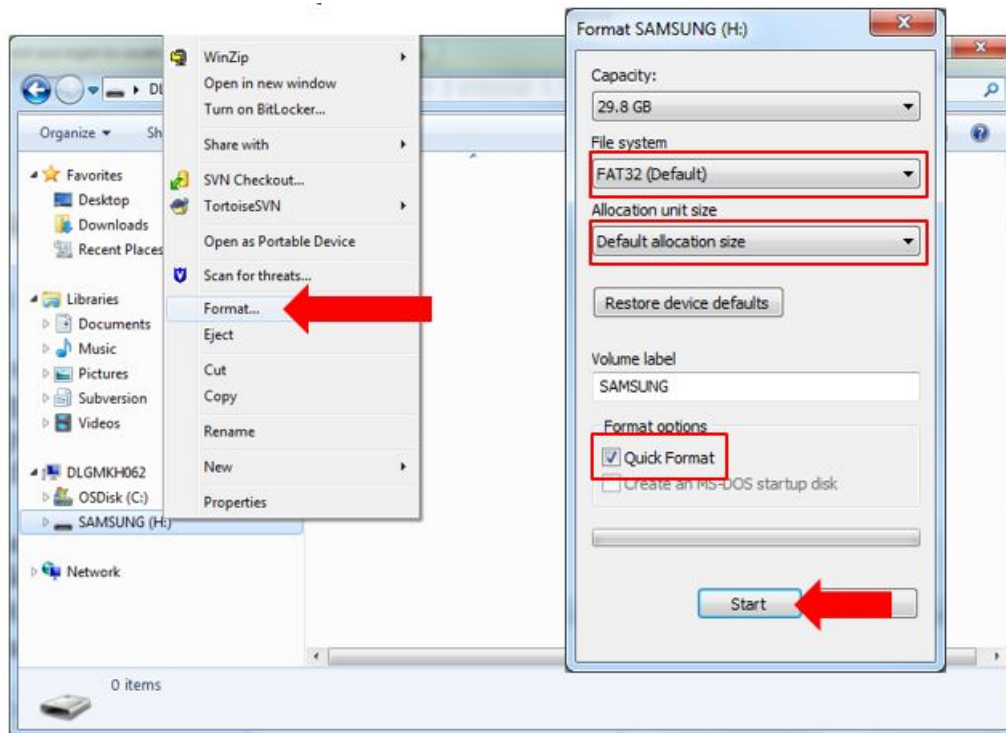 DL
Organize
Sh
Favorites
Desktop
Downloads
Recent Places
Libraries
Documents
Music
Pictures
Subversion
Videos
DLGMKH062
OSDisk (C:)
SAMSUNG (H:)
Network
0 items
WinZip
Open in new window
Turn on BitLocker...
Share with
SVN Checkout...
TortoiseSVN
Open as Portable Device
Scan for threats...
Format...
Eject
Cut
Copy
Rename
New
Properties
Format SAMSUNG (H:)
Capacity:
29.8 GB
File system
FAT32 (Default)
Allocation unit size
Default allocation size
Restore device defaults
Volume label
SAMSUNG
Format options
Quick Format
Create an MS-DOS startup disk
Start